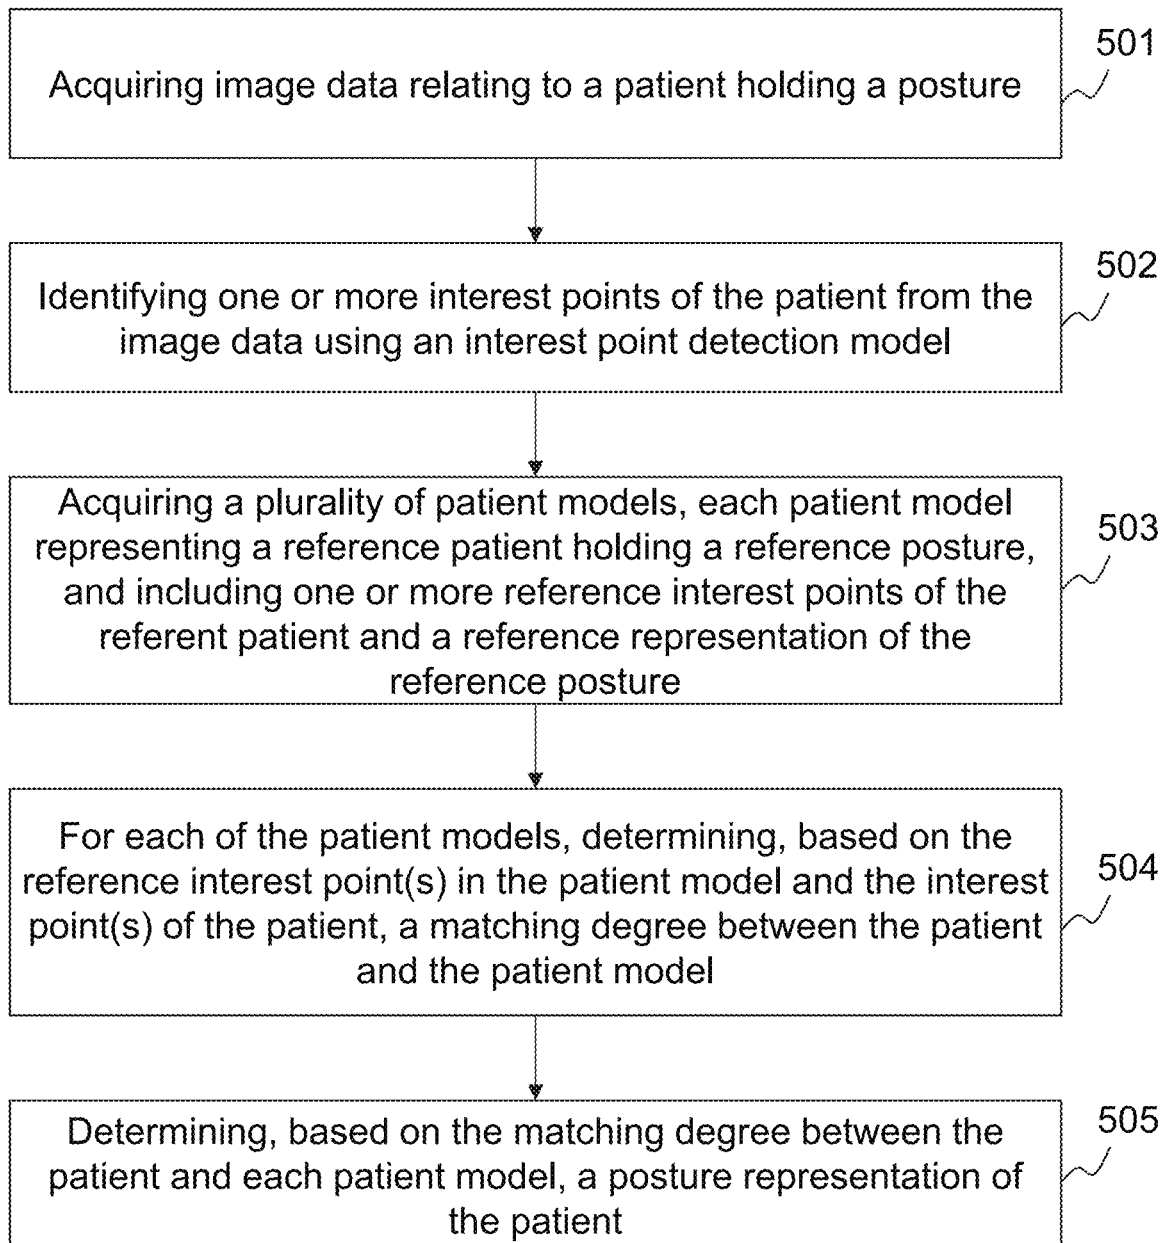 501
Acquiring image data relating to a patient holding a posture
502
Identifying one or more interest points of the patient from the
image data using an interest point detection model
503
Acquiring a plurality of patient models, each patient model
representing a reference patient holding a reference posture,
and including one or more reference interest points of the
referent patient and a reference representation of the
reference posture
504
For each of the patient models, determining, based on the
reference interest point(s) in the patient model and the interest
point(s) of the patient, a matching degree between the patient
and the patient model
505
Determining, based on the matching degree between the
patient and each patient model, a posture representation of
the patient